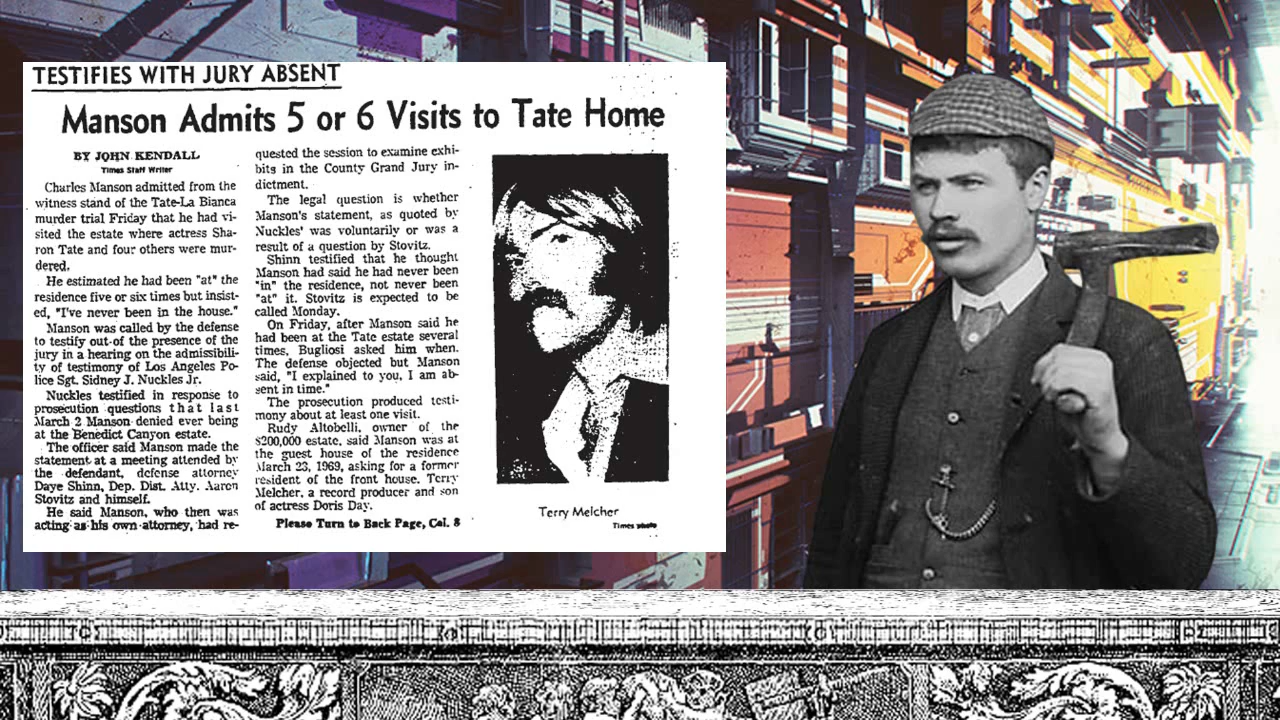 TESTIFIES WITH JURY ABSENT
Manson Admits 5 or 6 Visits to Tate Home
BY JOHN KENDALL
Times Staff Writer
Charles Manson admitted from the
witness stand of the Tate-La Bianca
murder trial Friday that he had vi-
sited the estate where actress Sha-
ron Tate and four others were mur-
dered.
He estimated he had been "at" the
residence five or six times but insist-
ed, "I've never been in the house."
Manson was called by the defense
to testify out of the presence of the
jury in a hearing on the admissibili-
ty of testimony of Los Angeles Po-
lice Sgt. Sidney J. Nuckles Jr.
Nuckles testified in response to
prosecution questions that last
March 2 Manson denied ever being
at the Benedict Canyon estate.
The officer said Manson made the
statement at a meeting attended by
the defendant, defense attorney
Daye Shinn, Dep. Dist. Atty. Aaron
Stovitz and himself.
He said Manson, who then was
acting as his own attorney, had re-
quested the session to examine exhi-
bits in the County Grand Jury in-
dictment.
The legal question is whether
Manson's statement, as quoted by
Nuckles' was voluntarily or was a
result of a question by Stovitz.
Shinn testified that he thought
Manson had said he had never been
"in" the residence, not never been
"at" it. Stovitz is expected to be
called Monday.
On Friday, after Manson said he
had been at the Tate estate several
times, Bugliosi asked him when.
The defense objected but Manson
said, "I explained to you, I am ab-
sent in time."
The prosecution produced testi-
mony about at least one visit.
Rudy Altobelli, owner of the
$200,000 estate, said Manson was at
the guest house of the residence
March 23, 1969, asking for a former
resident of the front house. Terry
Melcher, a record producer and son
of actress Doris Day.
Please Turn to Back Page, Col. 8
Terry Melcher
Times photo